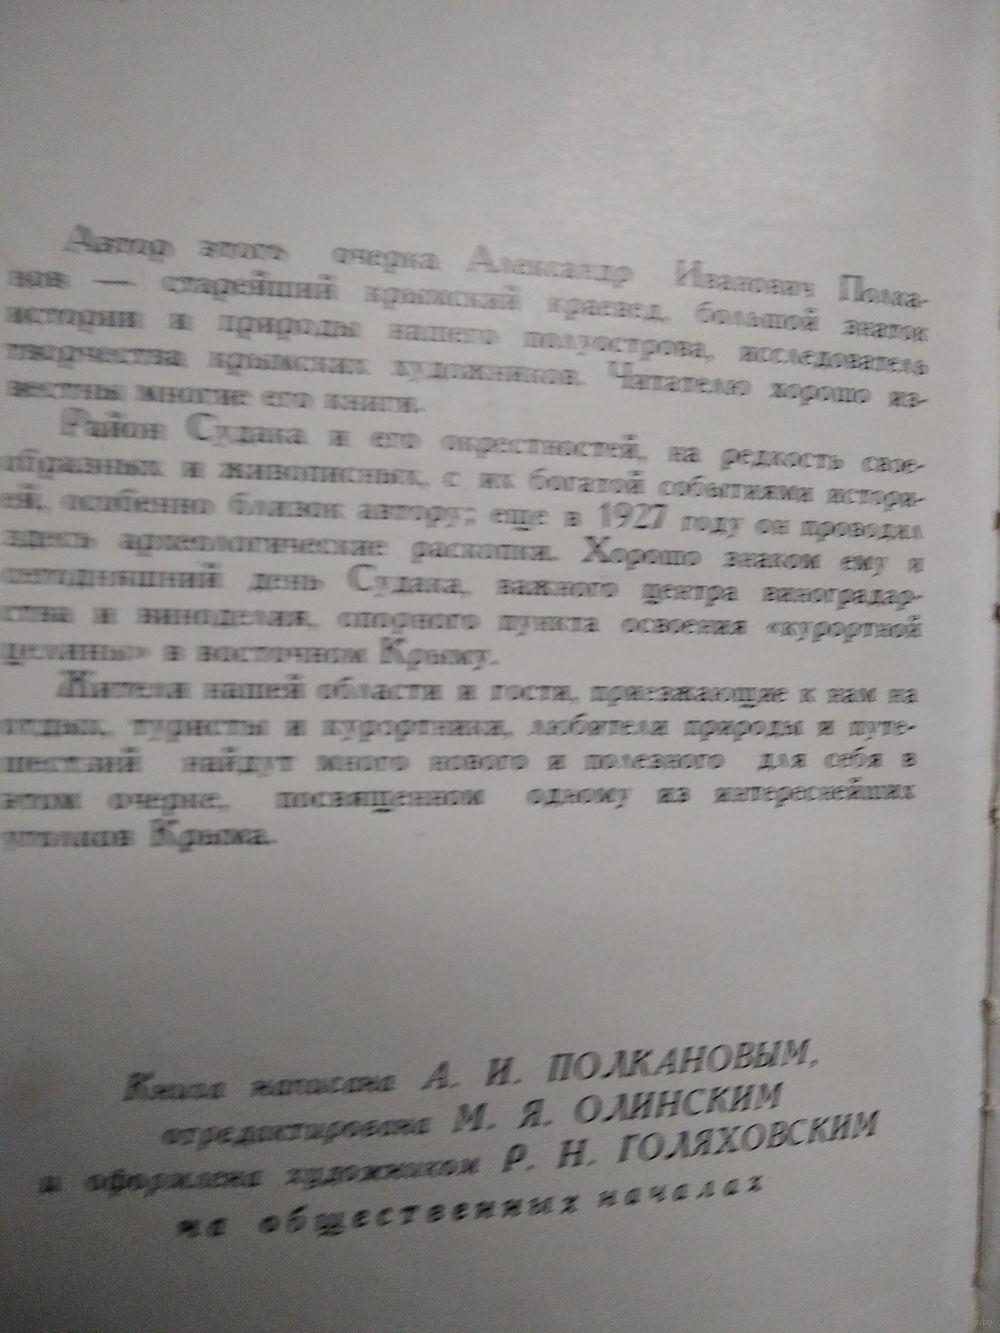 Автор этого очерка Александр Иванович Полка-
нов — старейший крымский краевед, большой знаток
истории и природы нашего полуострова, исследователь
творчества крымских художников. Читателю хорошо из-
вестны многие его книги.
Район Судака и его окрестностей, на редкость свое-
образных и живописных, с их богатой событиями истори-
ей, особенно близок автору; еще в 1927 году он проводил
здесь археологические раскопки. Хорошо знаком ему и
сегодняшний день Судака, важного центра виноградар-
ства и виноделия, опорного пункта освоения «курортной
целины» в восточном Крыму.
Жители нашей области и гости, приезжающие к нам на
отдых, туристы и курортники, любители природы и путе-
шествий найдут много нового и полезного для себя в
этом очерке, посвященном одному из интереснейших
уголков Крыма.
Книга написана А. И. ПОЛКАНОВЫМ,
отредактирована М. Я. ОЛИНСКИМ
и оформлена художником Р. Н. ГОЛЯХОВСКИМ
на общественных началах